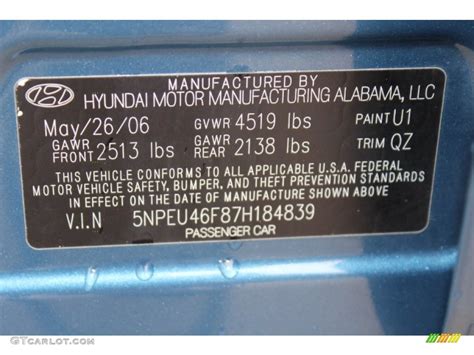 MANUFACTURED BY
HYUNDAI MOTOR MANUFACTURING ALABAMA, LLC
May/26/06 GVWR 4519 lbs PAINT U1
GAWR FRONT 2513 lbs GAWR REAR 2138 lbs TRIM QZ
THIS VEHICLE CONFORMS TO ALL APPLICABLE U.S.A. FEDERAL
MOTOR VEHICLE SAFETY, BUMPER, AND THEFT PREVENTION STANDARDS
IN EFFECT ON THE DATE OF MANUFACTURE SHOWN ABOVE.
V.I.N 5NPEU46F87H184839
PASSENGER CAR
GTCARLOT.COM